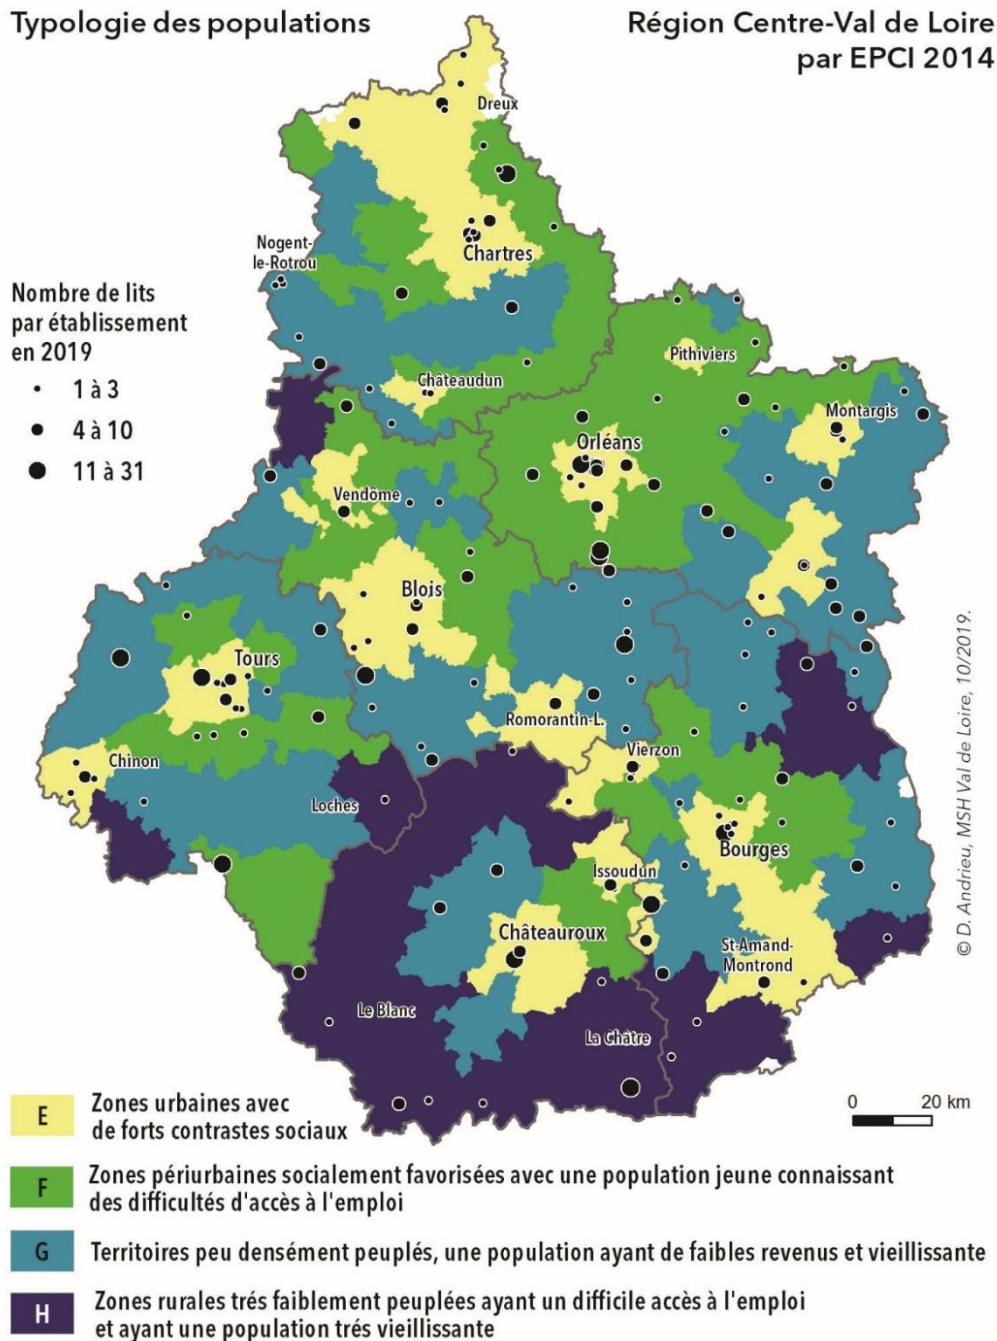 Typologie des populations
Région Centre-Val de Loire
par EPCI 2014
Dreux
Nogent-
le-Rotrou
Chartres
Nombre de lits
par établissement
en 2019
1 à 3
4 à 10
11 à 31
Pithiviers
Châteaudun
Montargis
Orléans
Vendôme
Blois
Tours
Romorantin-L.
Vierzon
Chinon
Loches
Bourges
Issoudun
Châteauroux
St-Amand-
Montrond
Le Blanc
La Châtre
© D. Andrieu, MSH Val de Loire, 10/2019.
0 20 km
E Zones urbaines avec
de forts contrastes sociaux
F Zones périurbaines socialement favorisées avec une population jeune connaissant
des difficultés d'accès à l'emploi
G Territoires peu densément peuplés, une population ayant de faibles revenus et vieillissante
H Zones rurales trés faiblement peuplées ayant un difficile accès à l'emploi
et ayant une population trés vieillissante